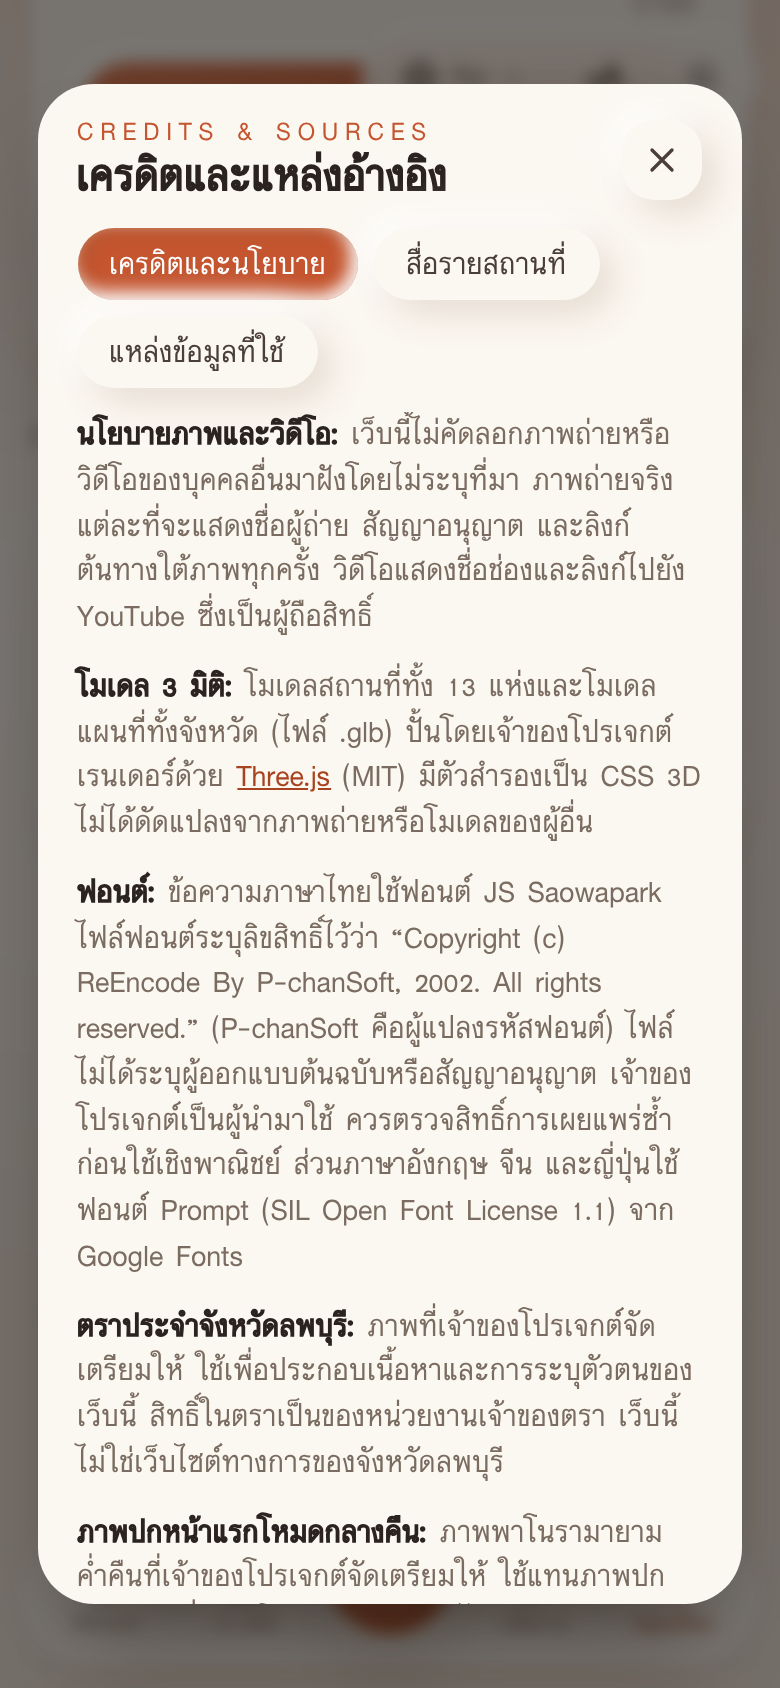 CREDITS & SOURCES
เครดิตและแหล่งอ้างอิง
เครดิตและนโยบาย
สื่อรายสถานที่
แหล่งข้อมูลที่ใช้
นโยบายภาพและวิดีโอ: เว็บนี้ไม่คัดลอกภาพถ่ายหรือ
วิดีโอของบุคคลอื่นมาฝังโดยไม่ระบุที่มา ภาพถ่ายจริง
แต่ละที่จะแสดงชื่อผู้ถ่าย สัญญาอนุญาต และลิงก์
ต้นทางใต้ภาพทุกครั้ง วิดีโอแสดงชื่อช่องและลิงก์ไปยัง
YouTube ซึ่งเป็นผู้ถือสิทธิ์
โมเดล 3 มิติ: โมเดลสถานที่ทั้ง 13 แห่งและโมเดล
แผนที่ทั้งจังหวัด (ไฟล์ .glb) ปั้นโดยเจ้าของโปรเจกต์
เรนเดอร์ด้วย Three.js (MIT) มีตัวสำรองเป็น CSS 3D
ไม่ได้ดัดแปลงจากภาพถ่ายหรือโมเดลของผู้อื่น
ฟอนต์: ข้อความภาษาไทยใช้ฟอนต์ JS Saowapark
ไฟล์ฟอนต์ระบุลิขสิทธิ์ไว้ว่า “Copyright (c)
ReEncode By P-chanSoft, 2002. All rights
reserved.” (P-chanSoft คือผู้แปลงรหัสฟอนต์) ไฟล์
ไม่ได้ระบุผู้ออกแบบต้นฉบับหรือสัญญาอนุญาต เจ้าของ
โปรเจกต์เป็นผู้นำมาใช้ ควรตรวจสิทธิ์การเผยแพร่ซ้ำ
ก่อนใช้เชิงพาณิชย์ ส่วนภาษาอังกฤษ จีน และญี่ปุ่นใช้
ฟอนต์ Prompt (SIL Open Font License 1.1) จาก
Google Fonts
ตราประจำจังหวัดลพบุรี: ภาพที่เจ้าของโปรเจกต์จัด
เตรียมให้ ใช้เพื่อประกอบเนื้อหาและการระบุตัวตนของ
เว็บนี้ สิทธิ์ในตราเป็นของหน่วยงานเจ้าของตรา เว็บนี้
ไม่ใช่เว็บไซต์ทางการของจังหวัดลพบุรี
ภาพปกหน้าแรกโหมดกลางคืน: ภาพพาโนรามายาม
ค่ำคืนที่เจ้าของโปรเจกต์จัดเตรียมให้ ใช้แทนภาพปก